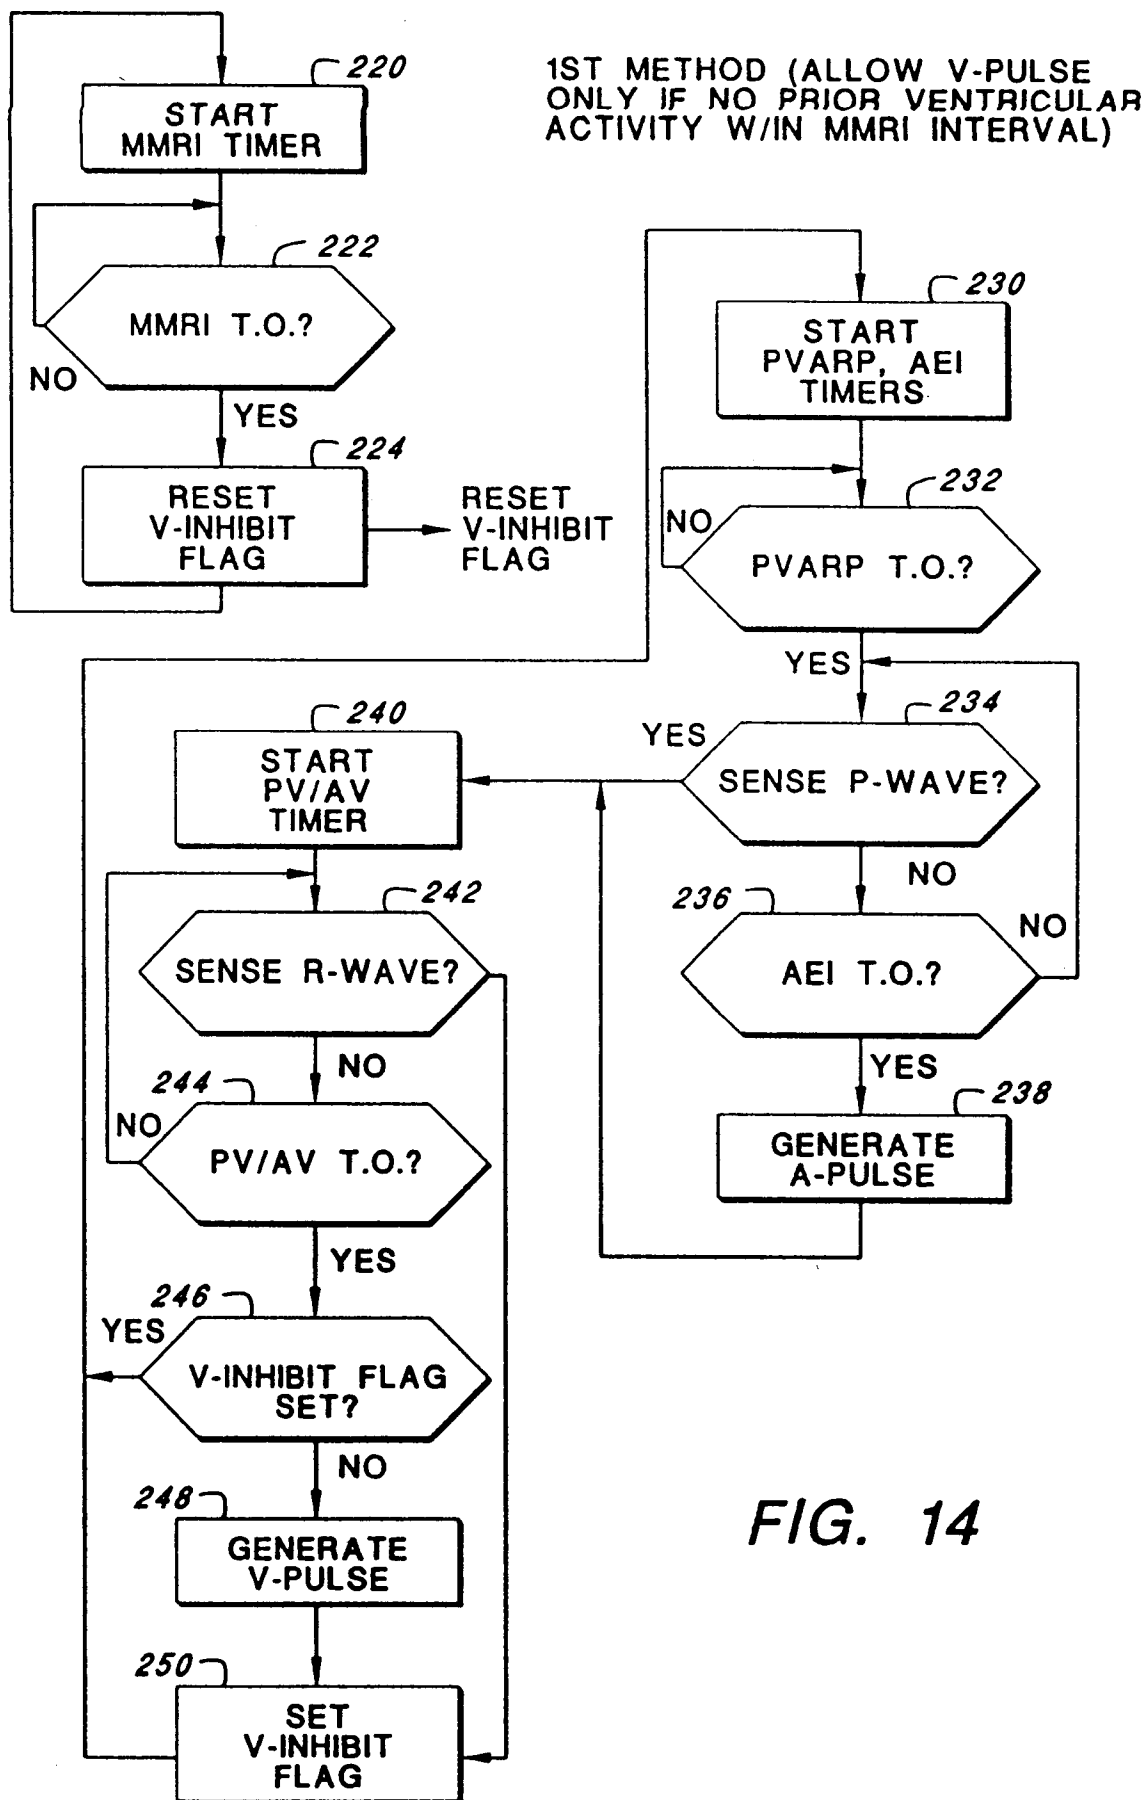 220
START
MMRI TIMER
1ST METHOD (ALLOW V-PULSE
ONLY IF NO PRIOR VENTRICULAR
ACTIVITY W/IN MMRI INTERVAL)
222
MMRI T.O.?
NO
YES
224
RESET
V-INHIBIT
FLAG
RESET
V-INHIBIT
FLAG
230
START
PVARP, AEI
TIMERS
232
NO
PVARP T.O.?
YES
234
YES
SENSE P-WAVE?
NO
236
NO
AEI T.O.?
YES
238
GENERATE
A-PULSE
240
START
PV/AV
TIMER
242
SENSE R-WAVE?
NO
244
NO
PV/AV T.O.?
YES
246
YES
V-INHIBIT FLAG
SET?
NO
248
GENERATE
V-PULSE
250
SET
V-INHIBIT
FLAG
FIG. 14